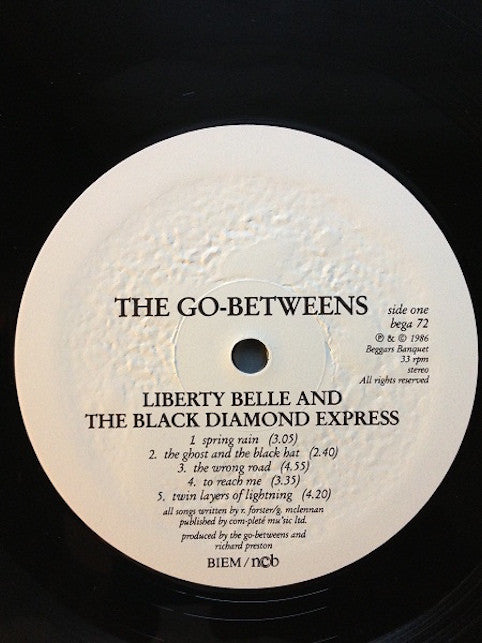 THE GO-BETWEENS
side one
bega 72
℗ & © 1986
Beggars Banquet
33 rpm
stereo
All rights reserved
LIBERTY BELLE AND
THE BLACK DIAMOND EXPRESS
1 spring rain (3.05)
2. the ghost and the black hat (2.40)
3. the wrong road (4.55)
4. to reach me (3.35)
5. twin layers of lightning (4.20)
all songs written by r. forster/g. mclennan
published by com-pleté mu'sic ltd.
produced by the go-betweens and
richard preston
BIEM / ncb